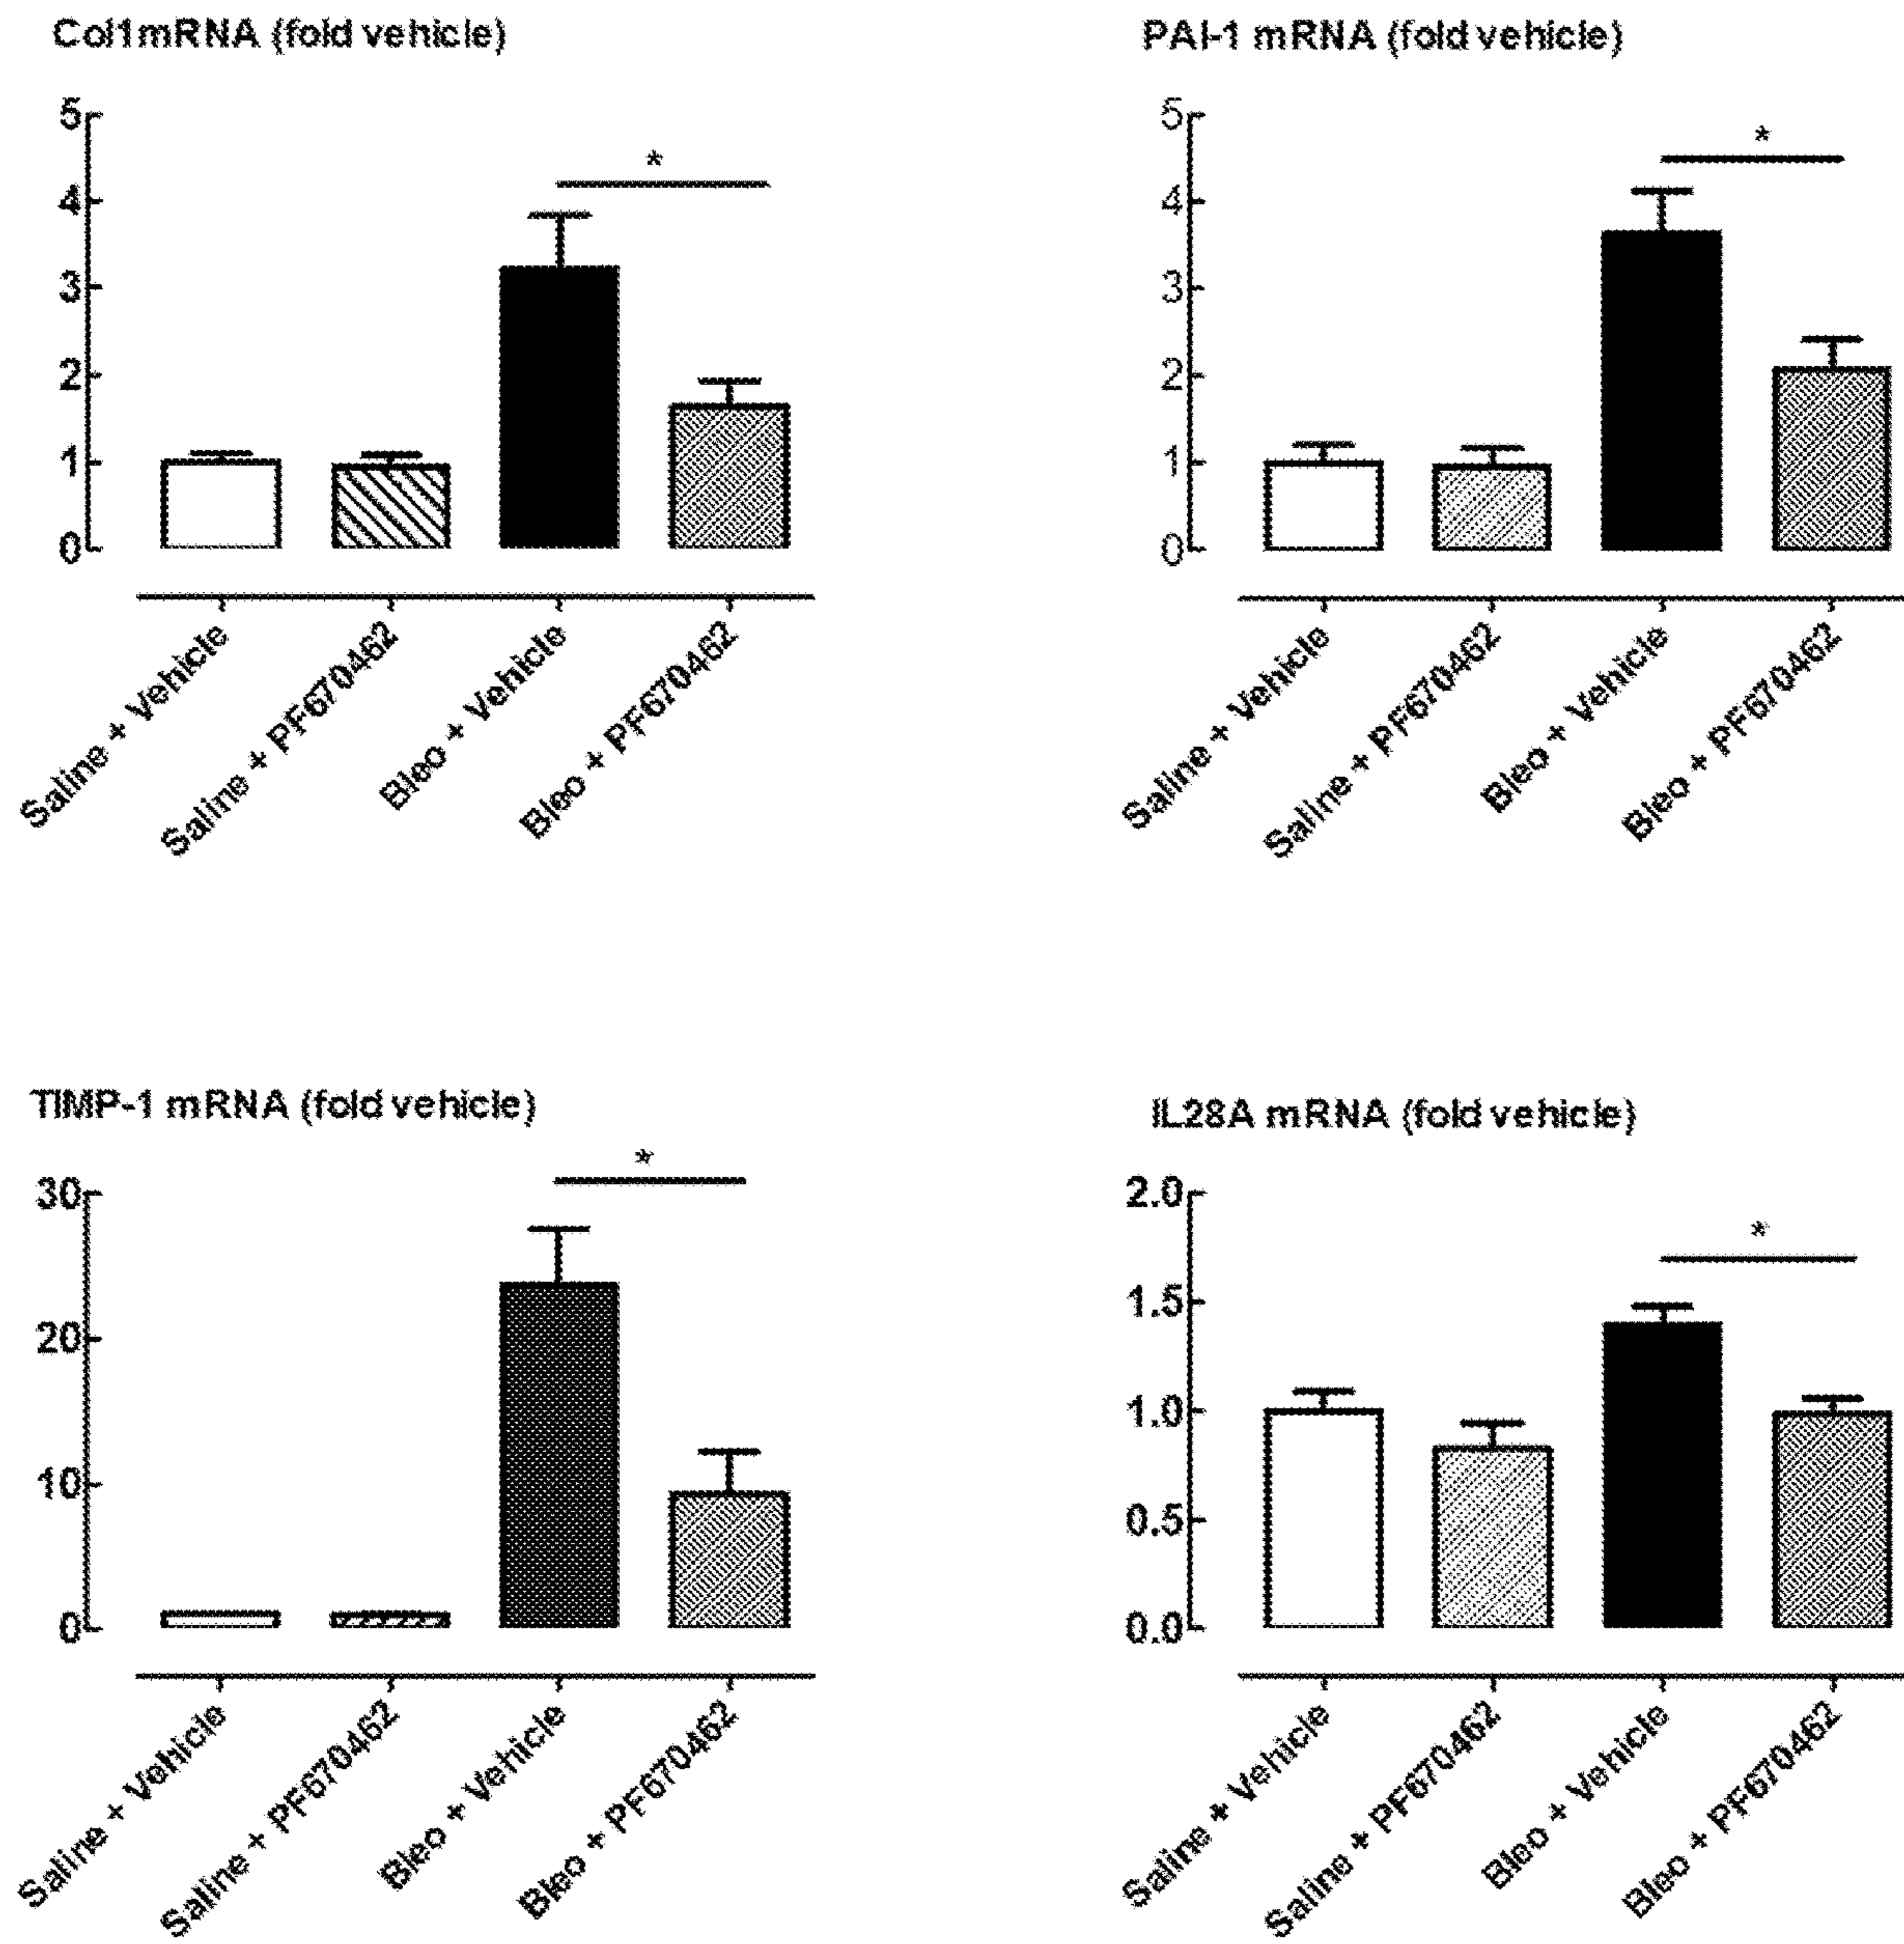 Col1mRNA (fold vehicle)
5
*
4
3
2
1
0
Saline + Vehicle
Saline + PF670462
Bleo + Vehicle
Bleo + PF670462
PAI-1 mRNA (fold vehicle)
5
*
4
3
2
1
0
Saline + Vehicle
Saline + PF670462
Bleo + Vehicle
Bleo + PF670462
TIMP-1 mRNA (fold vehicle)
*
30
20
10
0
Saline + Vehicle
Saline + PF670462
Bleo + Vehicle
Bleo + PF670462
IL28A mRNA (fold vehicle)
2.0
*
1.5
1.0
0.5
0.0
Saline + Vehicle
Saline + PF670462
Bleo + Vehicle
Bleo + PF670462